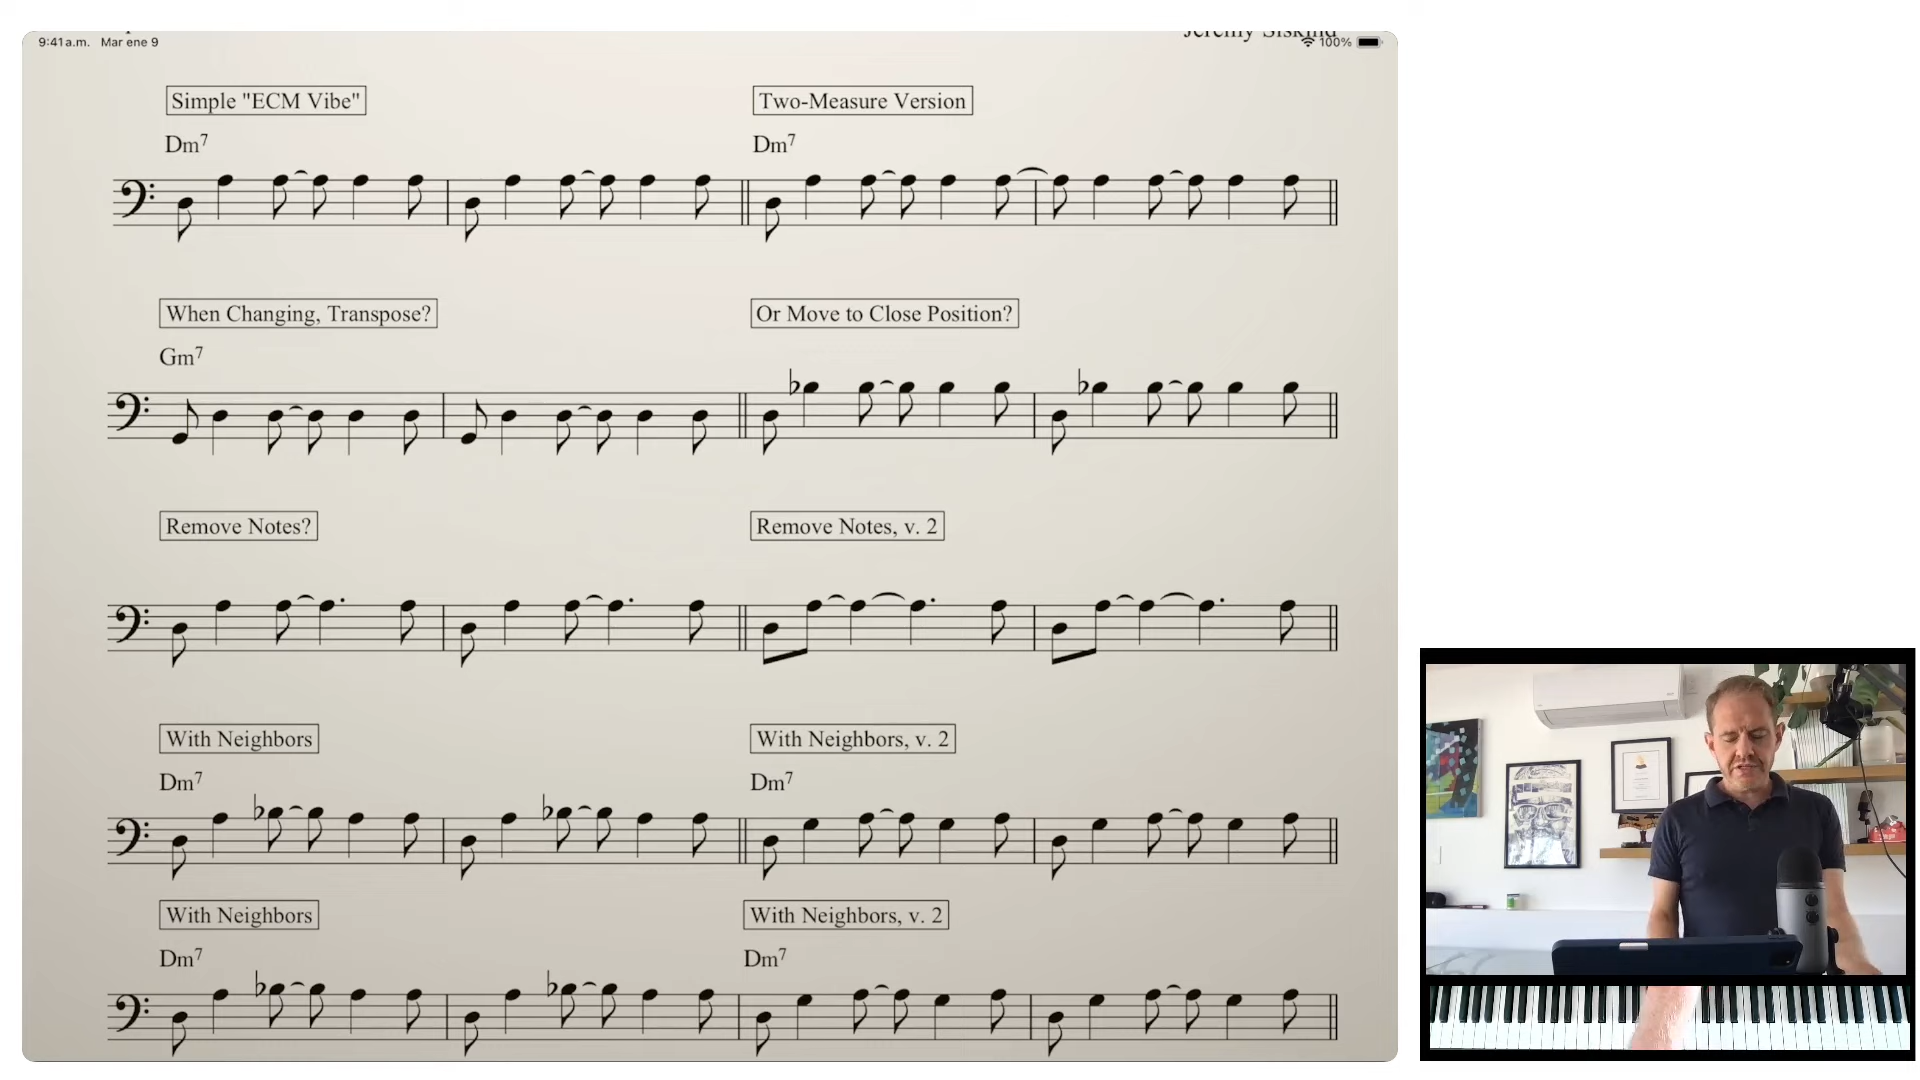 9:41 a.m. Mar ene 9
Jeremy Siskind
100%
Simple "ECM Vibe"
Two-Measure Version
Dm7
Dm7
When Changing, Transpose?
Or Move to Close Position?
Gm7
Remove Notes?
Remove Notes, v. 2
With Neighbors
With Neighbors, v. 2
Dm7
Dm7
With Neighbors
With Neighbors, v. 2
Dm7
Dm7